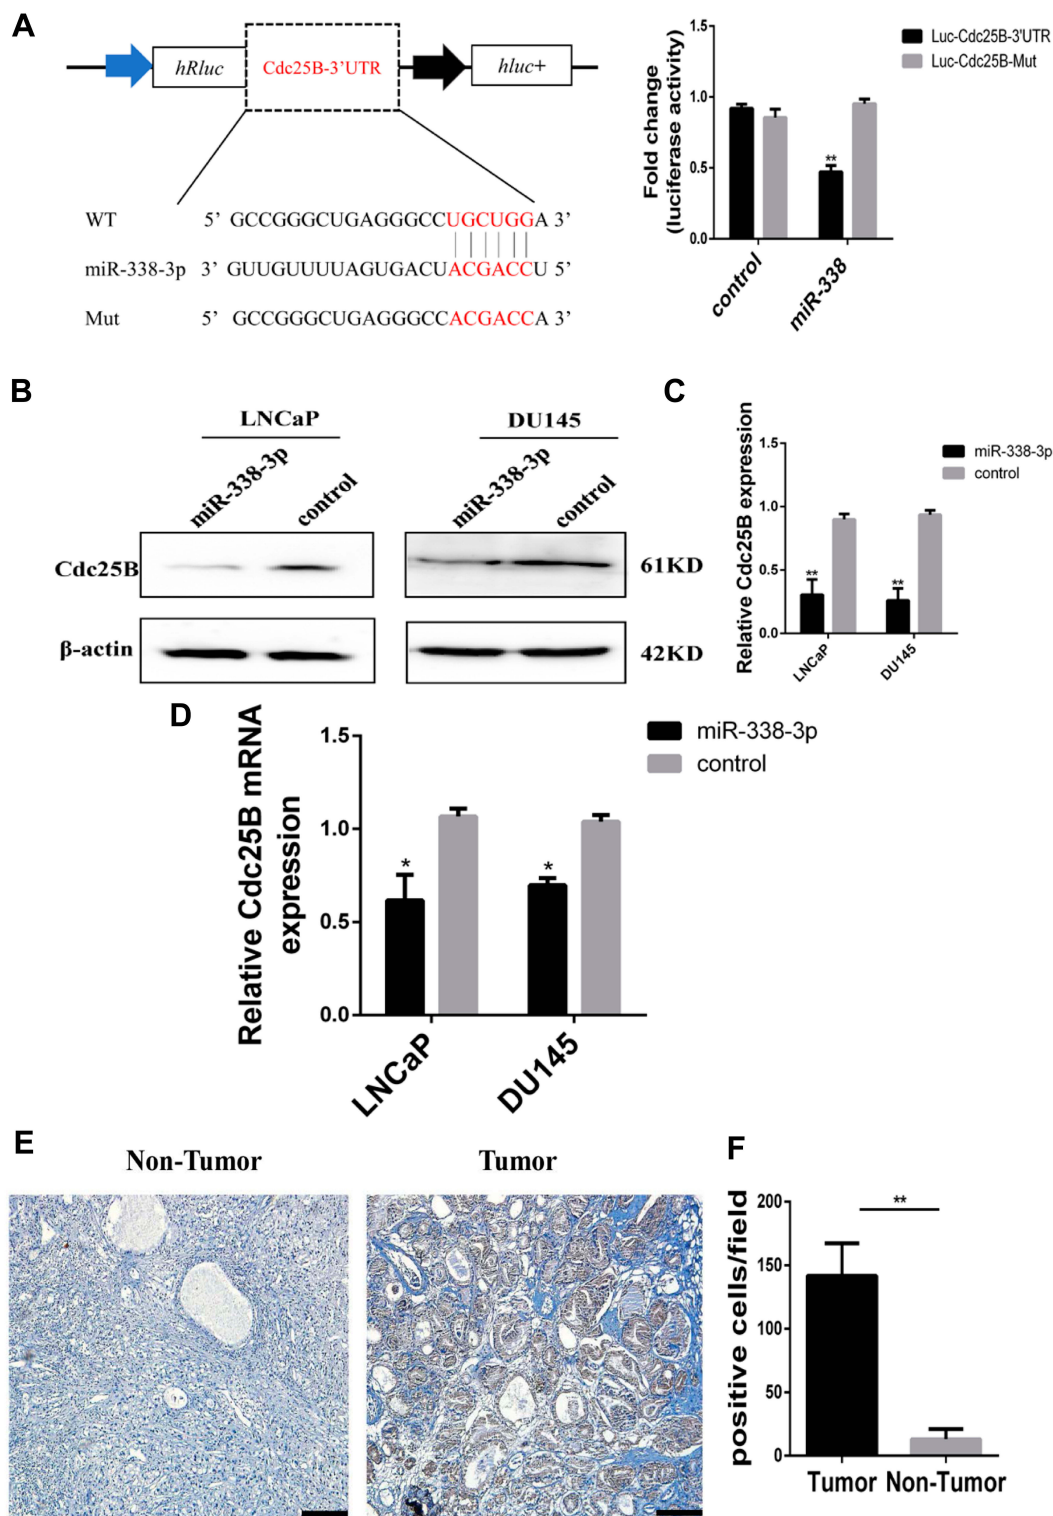 A
hRluc
Cdc25B-3'UTR
hluc+
WT 5' GCCGGGCUGAGGGCCUGCUGGA 3'
miR-338-3p 3' GUUGUUUUAGUGACUACGACCU 5'
Mut 5' GCCGGGCUGAGGGCCACGACCA 3'
Fold change
(luciferase activity)
1.5
1.0
0.5
0.0
**
control
miR-338
Luc-Cdc25B-3'UTR
Luc-Cdc25B-Mut
B
LNCaP
DU145
miR-338-3p
control
miR-338-3p
control
Cdc25B
61KD
β-actin
42KD
C
Relative Cdc25B expression
1.5
1.0
0.5
0.0
**
**
LNCaP
DU145
miR-338-3p
control
D
Relative Cdc25B mRNA
expression
1.5
1.0
0.5
0.0
*
*
LNCaP
DU145
miR-338-3p
control
E
Non-Tumor
Tumor
F
positive cells/field
200
150
100
50
0
**
Tumor
Non-Tumor